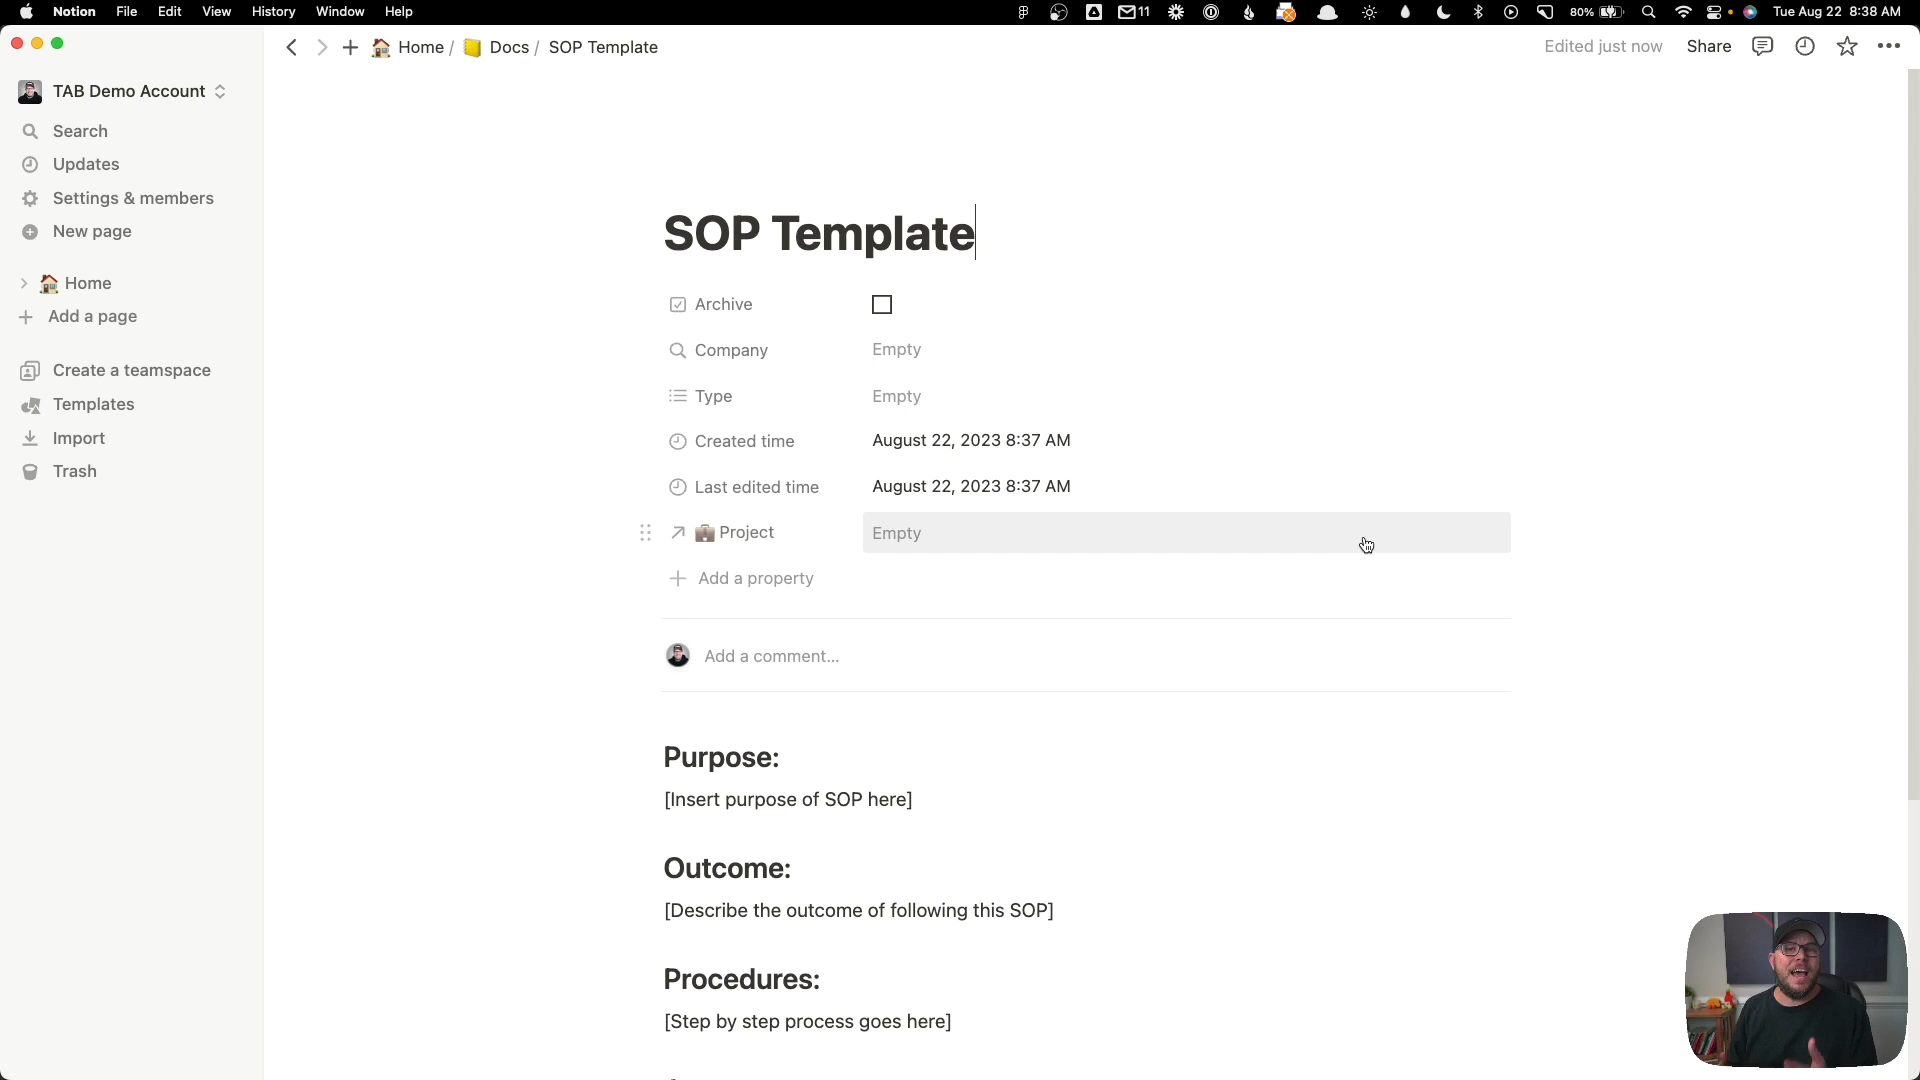 Notion File Edit View History Window Help 11 80% Tue Aug 22 8:38 AM
Home / Docs / SOP Template Edited just now Share
TAB Demo Account
Search
Updates
Settings & members
New page
Home
Add a page
Create a teamspace
Templates
Import
Trash
SOP Template
Archive
Company Empty
Type Empty
Created time August 22, 2023 8:37 AM
Last edited time August 22, 2023 8:37 AM
Project Empty
Add a property
Add a comment...
Purpose:
[Insert purpose of SOP here]
Outcome:
[Describe the outcome of following this SOP]
Procedures:
[Step by step process goes here]